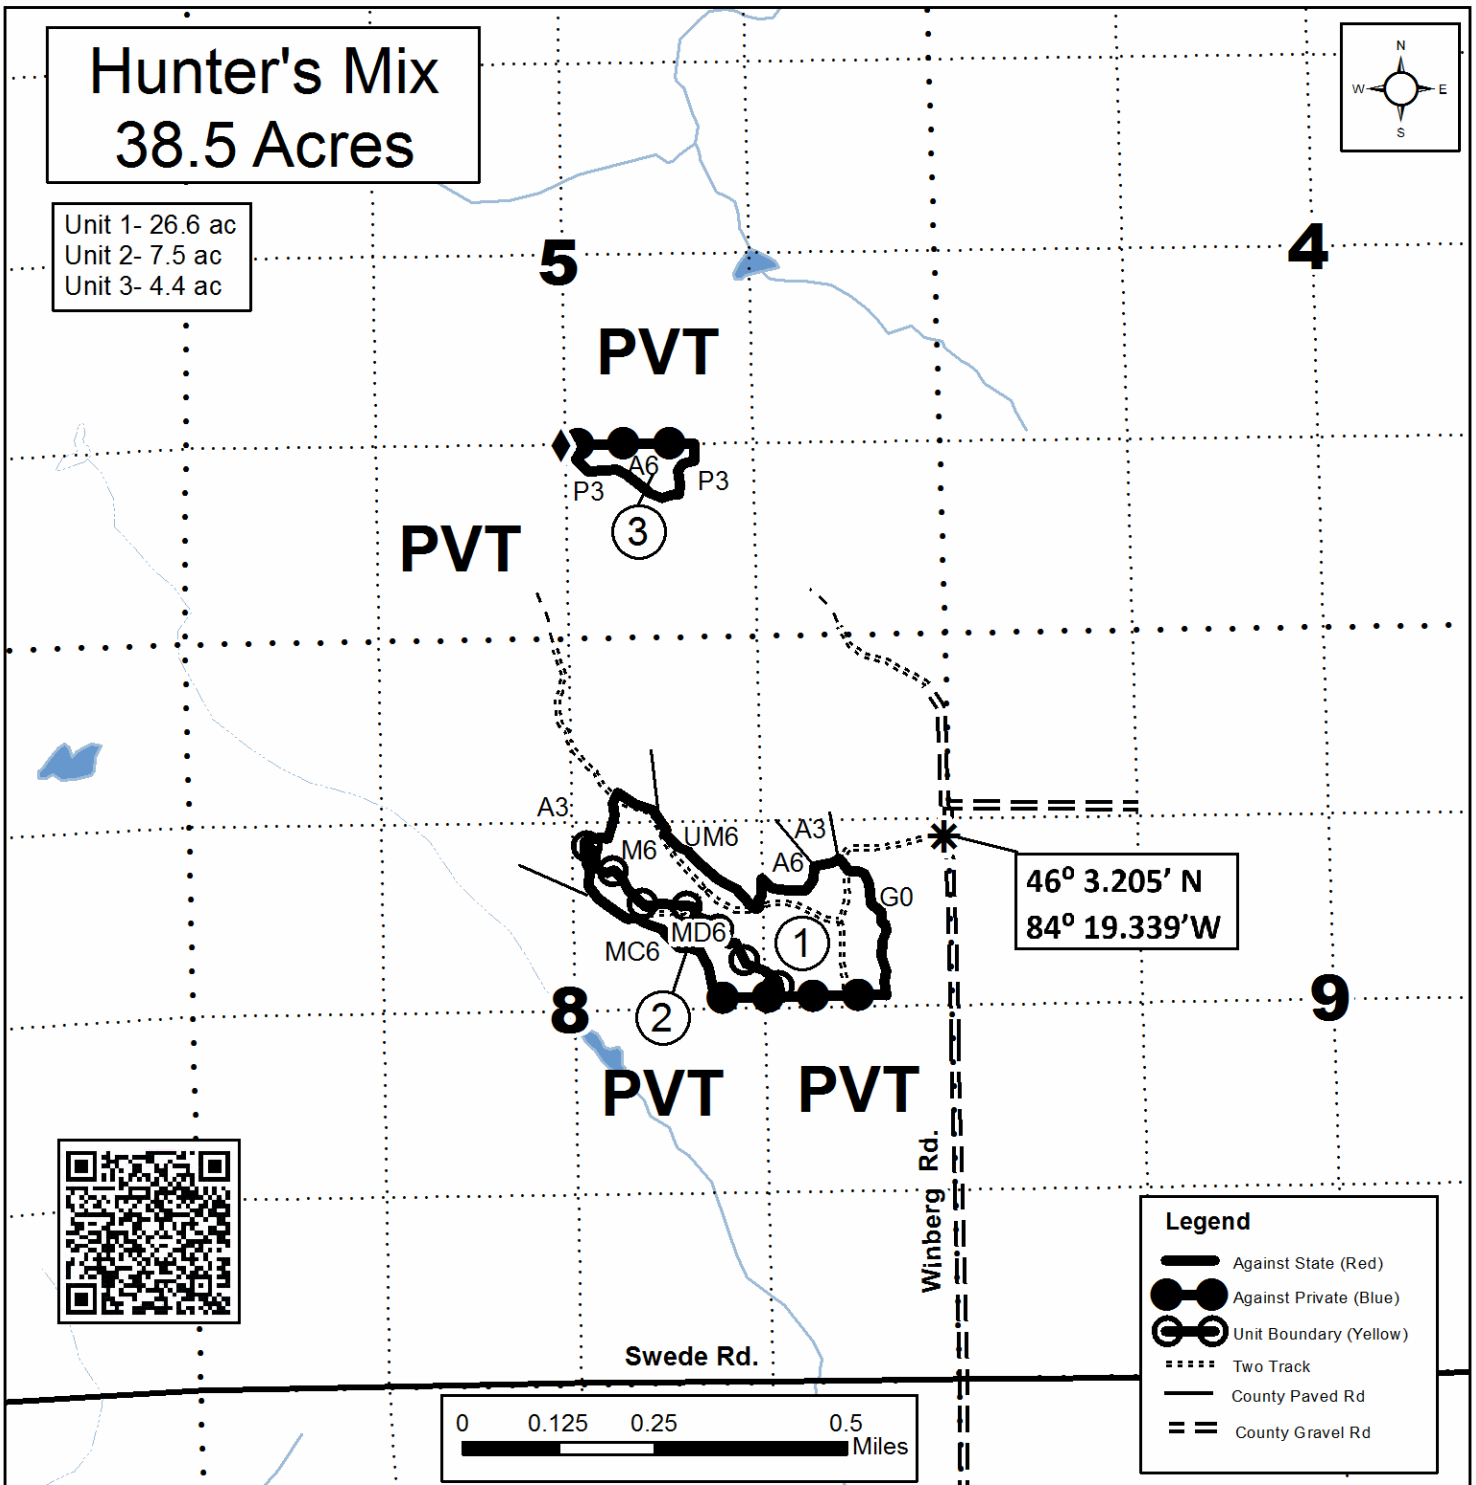 Hunter's Mix
38.5 Acres
N
W
E
S
Unit 1- 26.6 ac
Unit 2- 7.5 ac
Unit 3- 4.4 ac
5
4
PVT
A6
P3
P3
3
PVT
A3
UM6
M6
A3
A6
G0
46° 3.205’ N
84° 19.339’W
MD6
MC6
1
2
8
9
PVT
PVT
Winberg Rd.
Swede Rd.
Legend
Against State (Red)
Against Private (Blue)
Unit Boundary (Yellow)
Two Track
County Paved Rd
County Gravel Rd
0 0.125 0.25 0.5
Miles